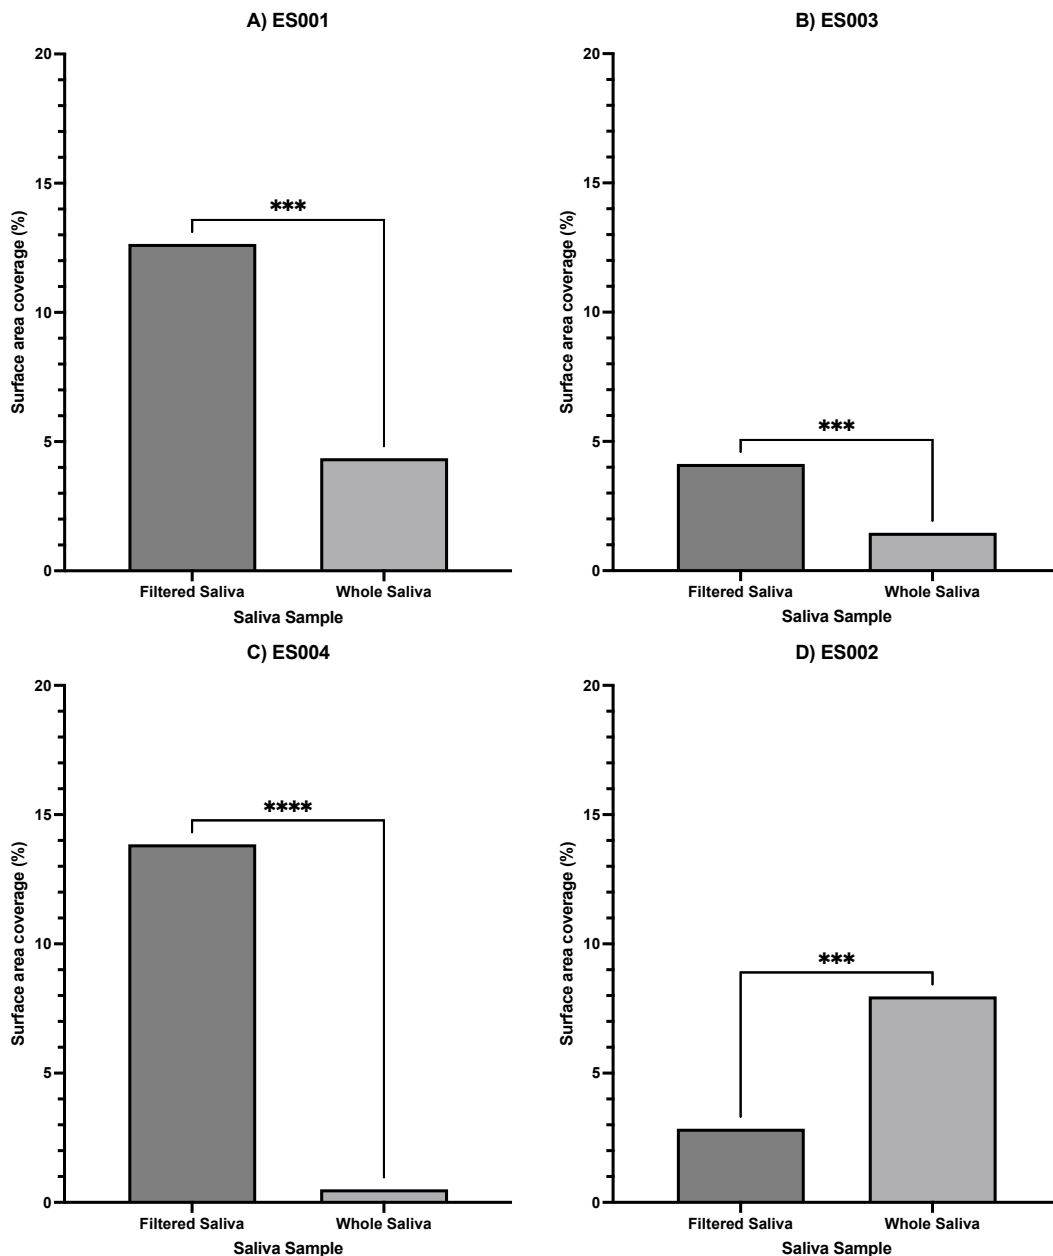 A) ES001
20
15
10
5
0
Surface area coverage (%)
***
Filtered Saliva
Whole Saliva
Saliva Sample
B) ES003
20
15
10
5
0
Surface area coverage (%)
***
Filtered Saliva
Whole Saliva
Saliva Sample
C) ES004
20
15
10
5
0
Surface area coverage (%)
****
Filtered Saliva
Whole Saliva
Saliva Sample
D) ES002
20
15
10
5
0
Surface area coverage (%)
***
Filtered Saliva
Whole Saliva
Saliva Sample